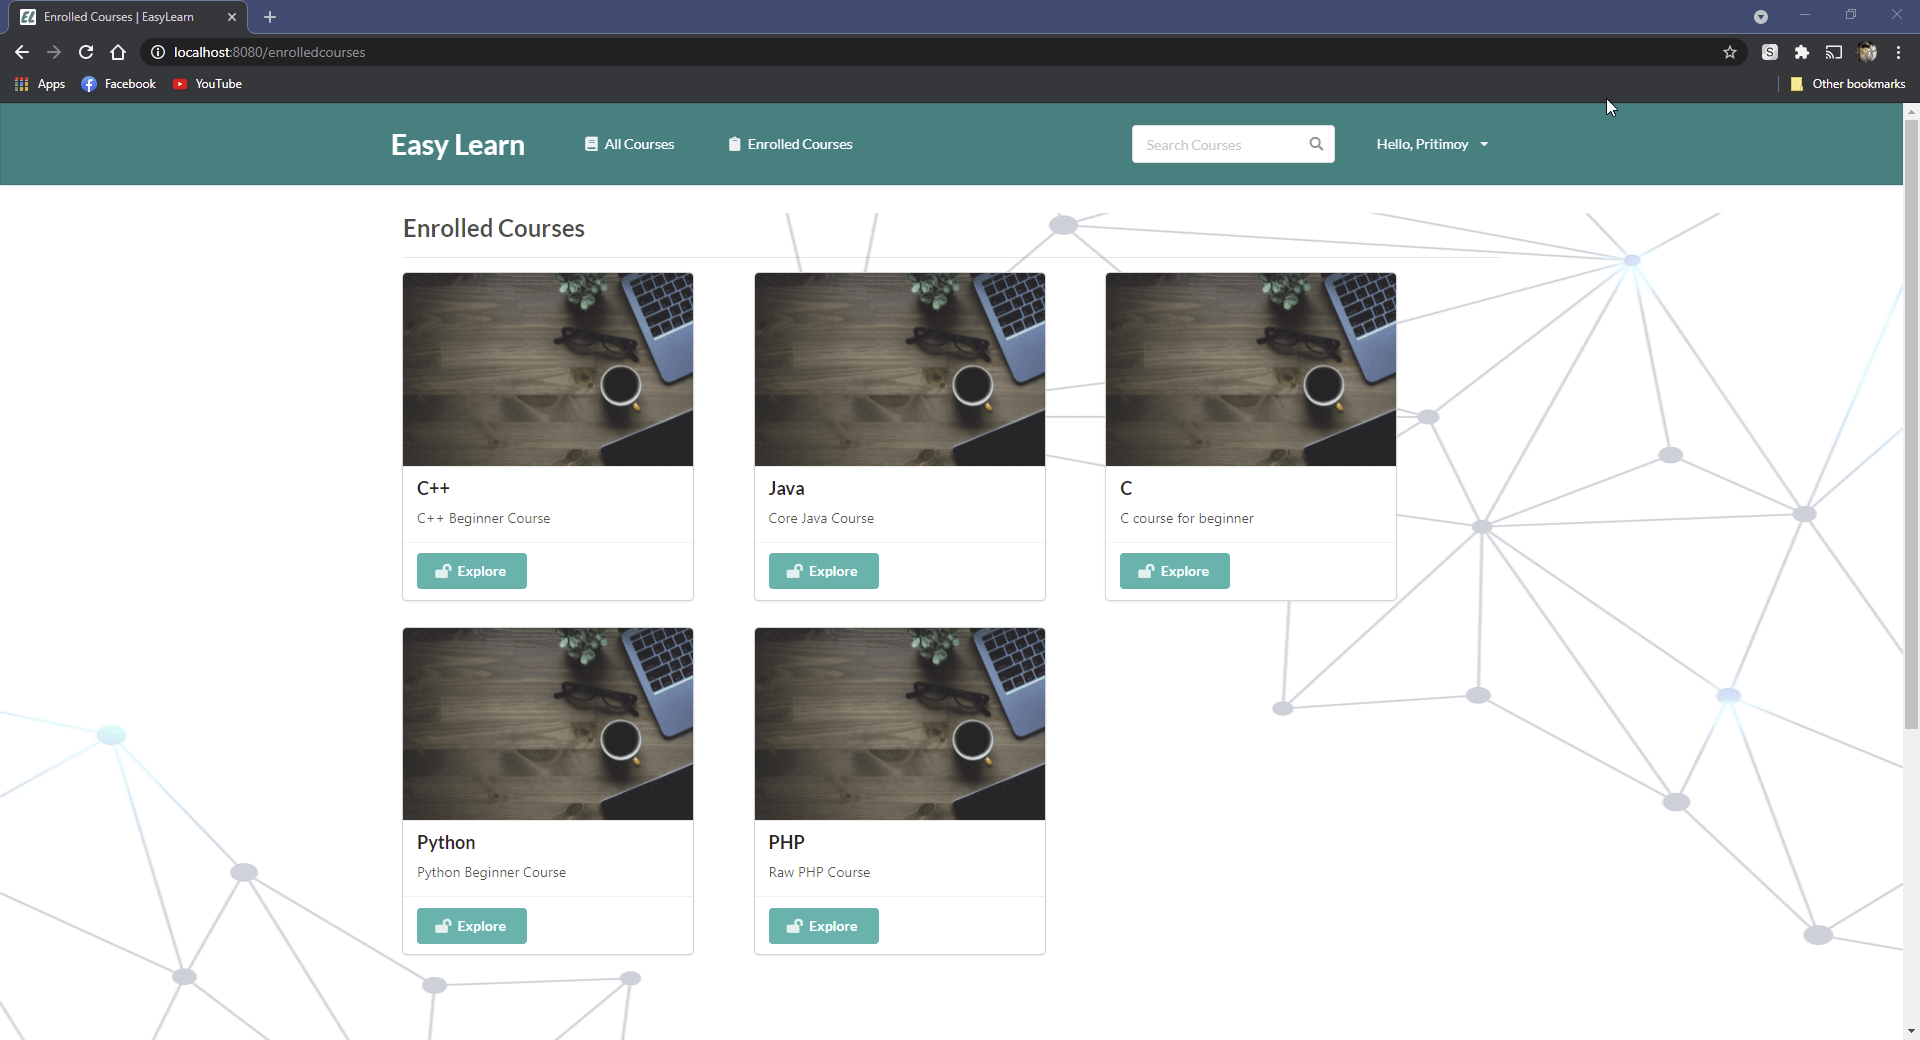 Enrolled Courses | EasyLearn
localhost:8080/enrolledcourses
S
Apps Facebook YouTube Other bookmarks
Easy Learn All Courses Enrolled Courses Search Courses Hello, Pritimoy
Enrolled Courses
C++
C++ Beginner Course
Explore
Java
Core Java Course
Explore
C
C course for beginner
Explore
Python
Python Beginner Course
Explore
PHP
Raw PHP Course
Explore